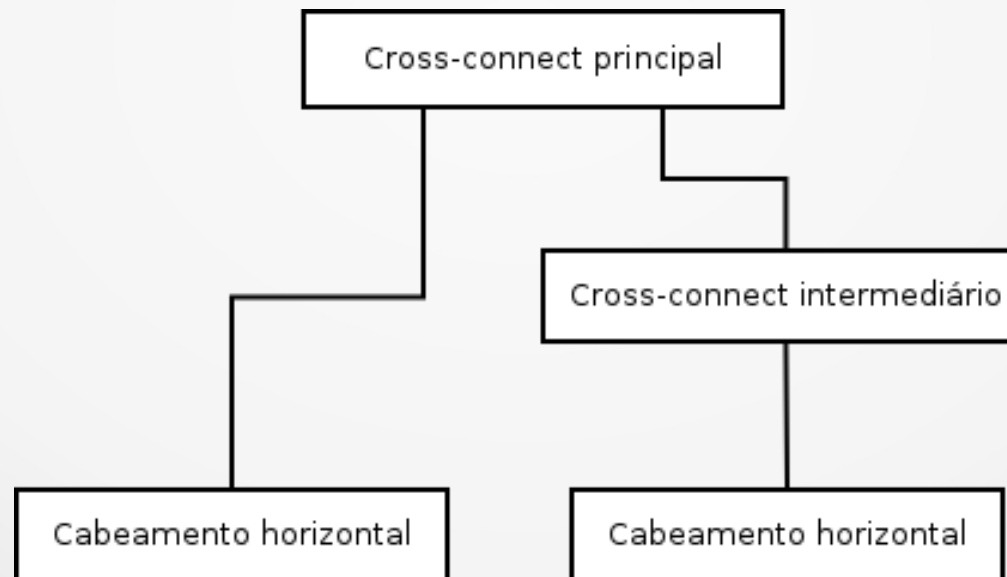 Cross-connect principal
Cross-connect intermediário
Cabeamento horizontal
Cabeamento horizontal